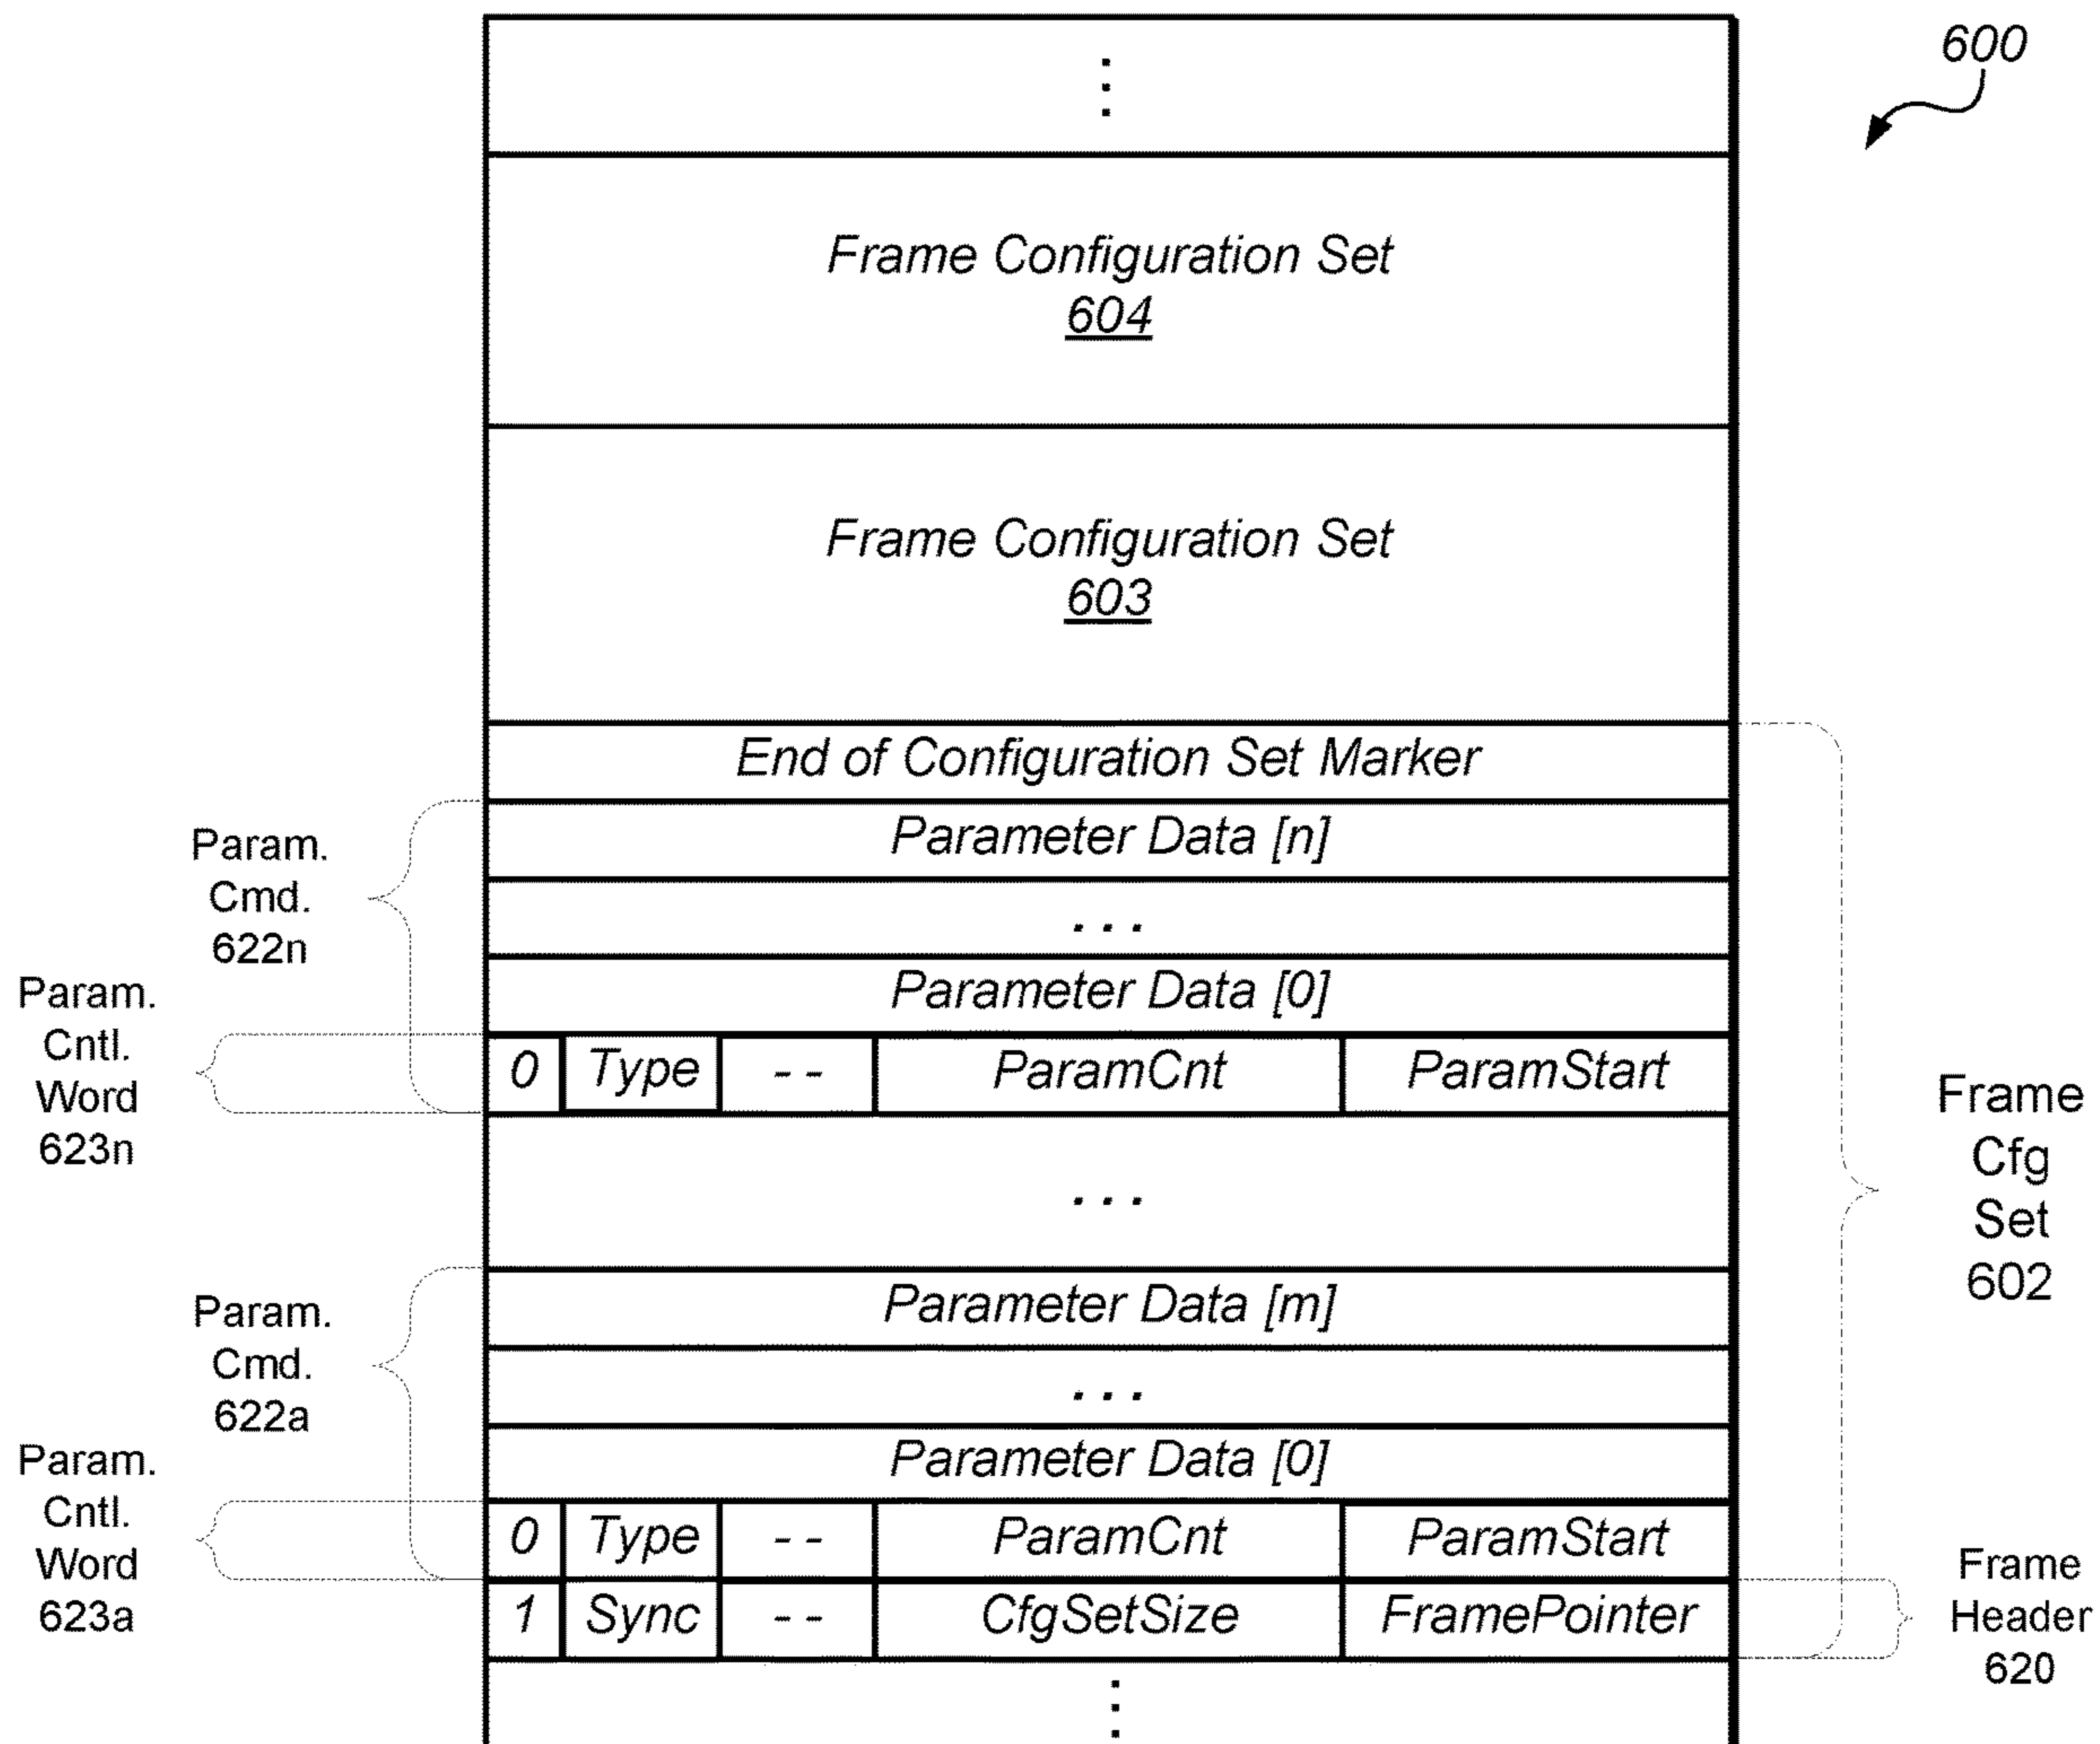 600
⋮
Frame Configuration Set
604
Frame Configuration Set
603
End of Configuration Set Marker
Parameter Data [n]
. . .
Parameter Data [0]
0 Type - - ParamCnt ParamStart
. . .
Parameter Data [m]
. . .
Parameter Data [0]
0 Type - - ParamCnt ParamStart
1 Sync - - CfgSetSize FramePointer
⋮
Param.
Cmd.
622n
Param.
Cntl.
Word
623n
Param.
Cmd.
622a
Param.
Cntl.
Word
623a
Frame
Cfg
Set
602
Frame
Header
620